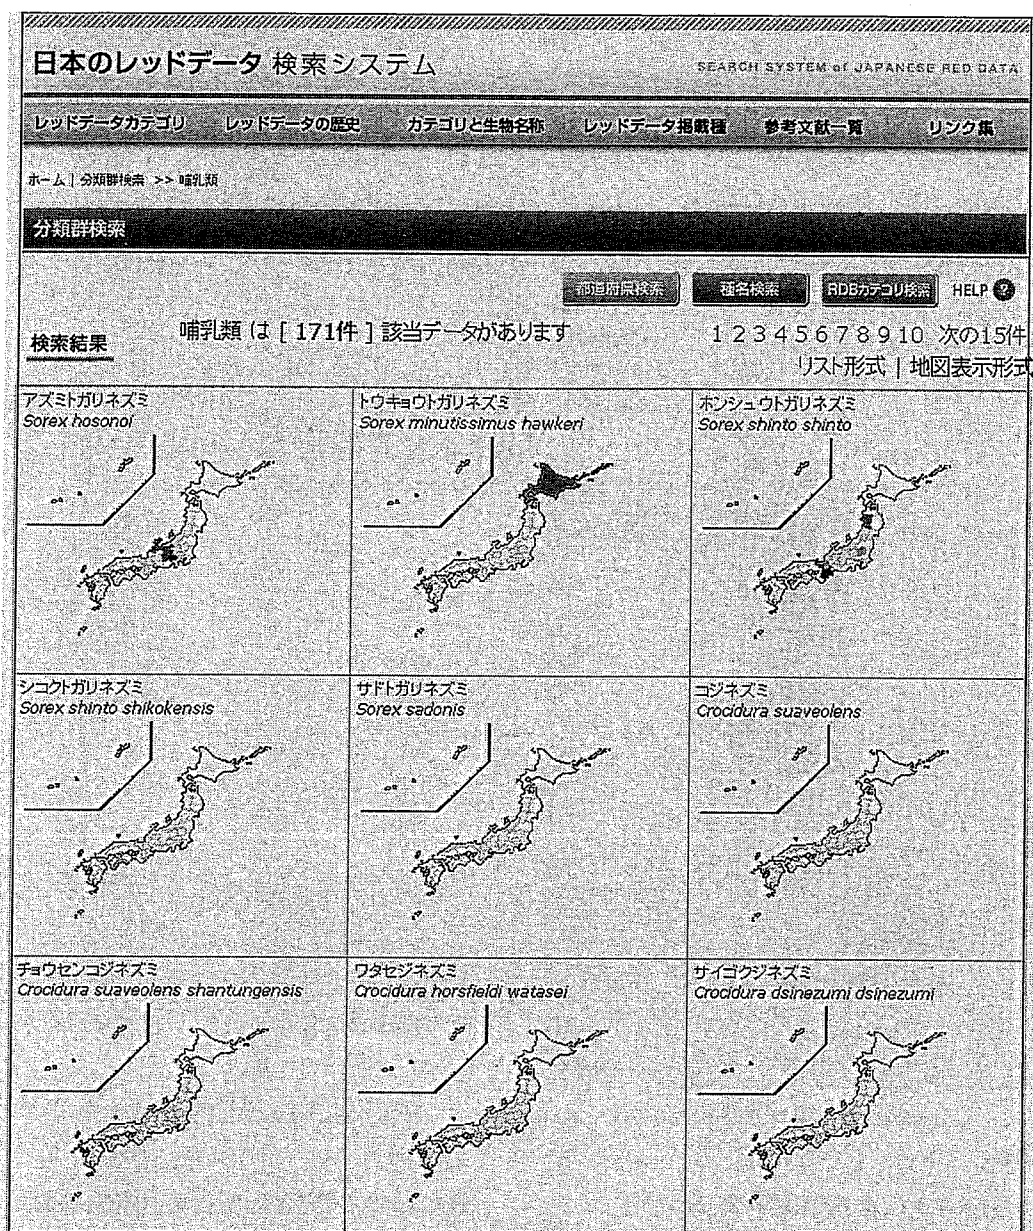 日本のレッドデータ 検索システム
SEARCH SYSTEM of JAPANESE RED DATA
レッドデータカテゴリ レッドデータの歴史 カテゴリと生物名称 レッドデータ掲載種 参考文献一覧 リンク集
ホーム | 分類群検索 >> 哺乳類
分類群検索
都道府県検索 種名検索 RDBカテゴリ検索 HELP ?
検索結果 哺乳類 は [ 171件 ] 該当データがあります 1 2 3 4 5 6 7 8 9 10 次の15件
リスト形式 | 地図表示形式
アズミトガリネズミ
Sorex hosonoi
トウキョウトガリネズミ
Sorex minutissimus hawkeri
ホンシュウトガリネズミ
Sorex shinto shinto
シコクトガリネズミ
Sorex shinto shikokensis
サドトガリネズミ
Sorex sadonis
コジネズミ
Crocidura suaveolens
チョウセンコジネズミ
Crocidura suaveolens shantungensis
ワタセジネズミ
Crocidura horsfieldi watasei
サイゴクジネズミ
Crocidura dsinezumi dsinezumi